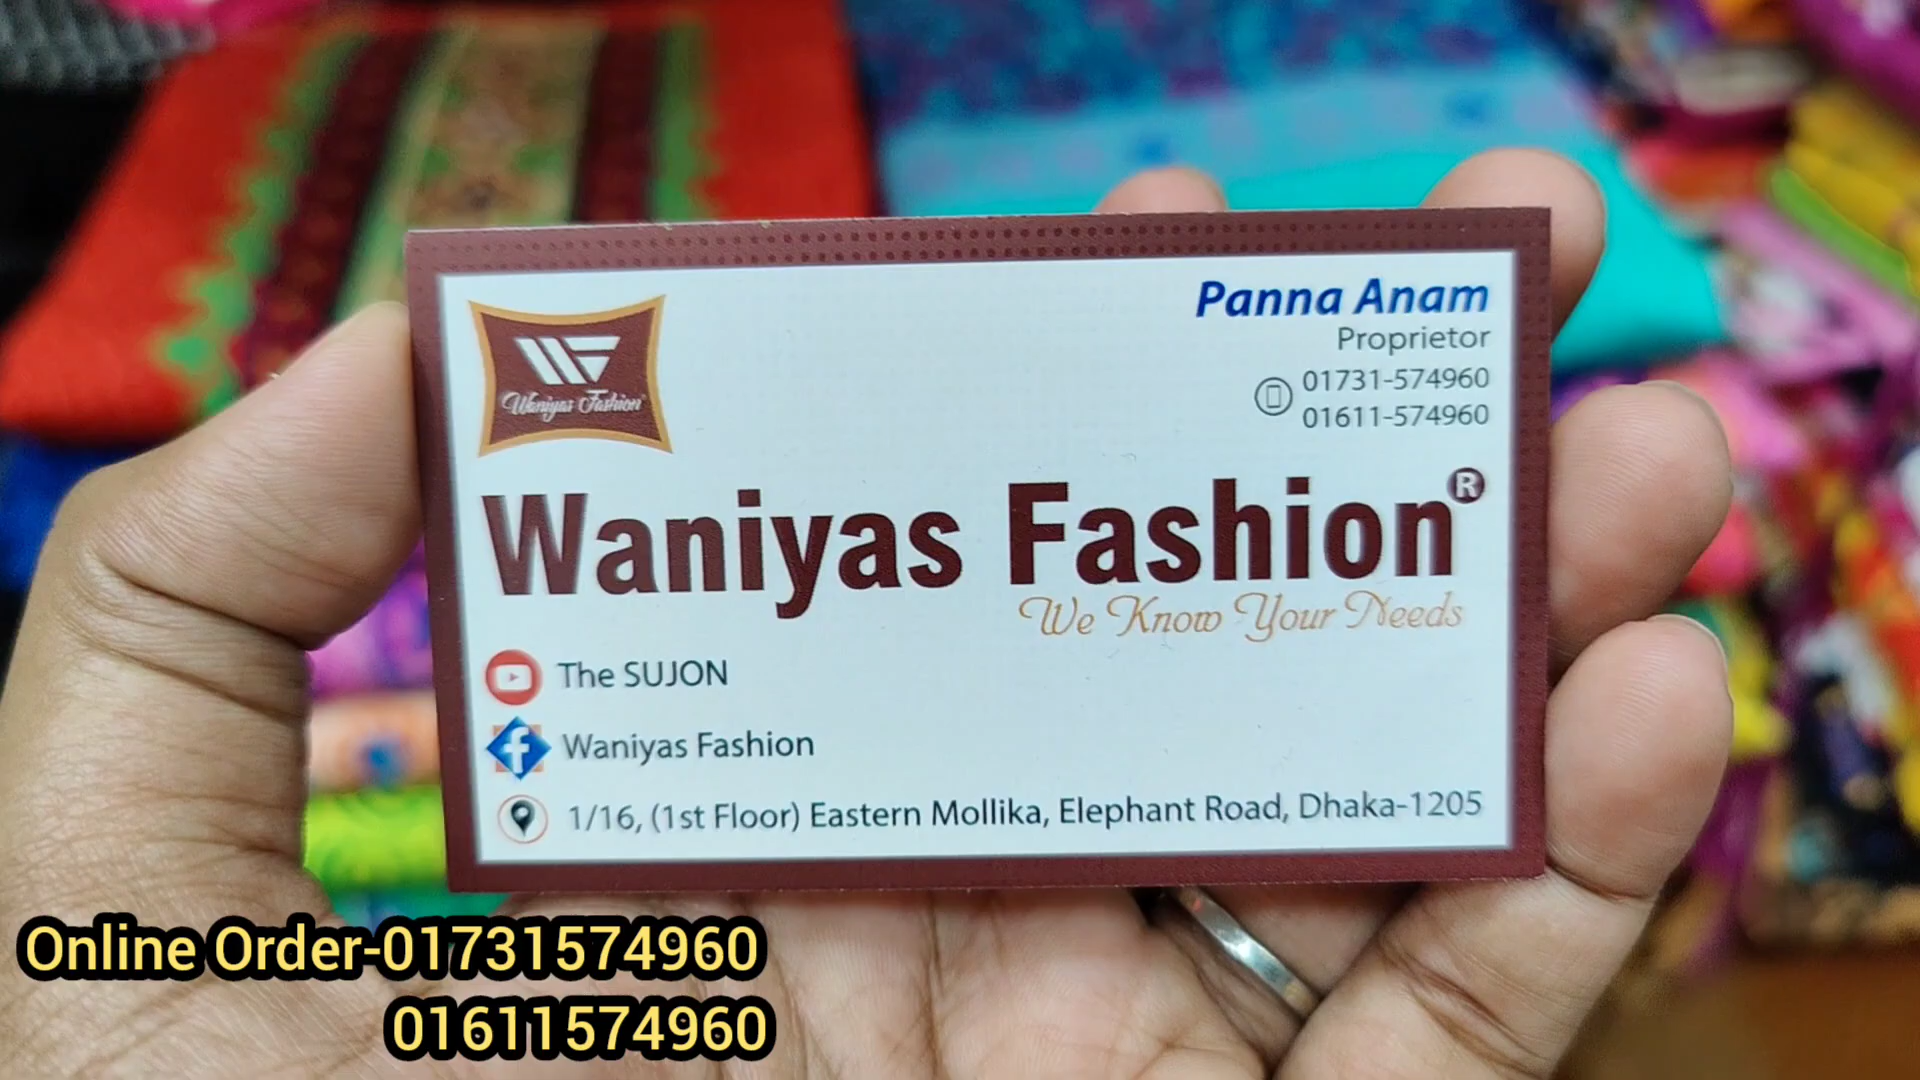 Waniyas Fashion
Panna Anam
Proprietor
01731-574960
01611-574960
Waniyas Fashion®
We Know Your Needs
The SUJON
Waniyas Fashion
1/16, (1st Floor) Eastern Mollika, Elephant Road, Dhaka-1205
Online Order-01731574960
01611574960